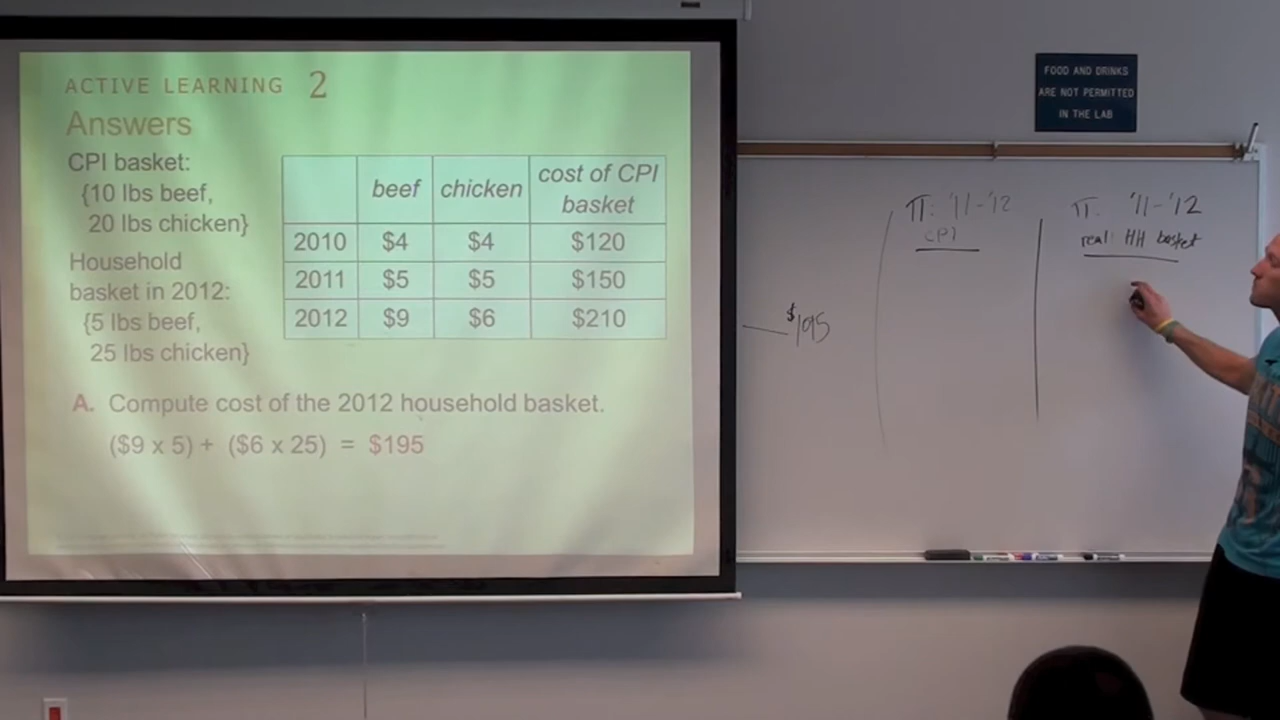 ACTIVE LEARNING 2
Answers
CPI basket:
{10 lbs beef,
20 lbs chicken}
Household
basket in 2012:
{5 lbs beef,
25 lbs chicken}
beef chicken cost of CPI basket
2010 $4 $4 $120
2011 $5 $5 $150
2012 $9 $6 $210
A. Compute cost of the 2012 household basket.
($9 x 5) + ($6 x 25) = $195
$195
π: '11-'12
CPI
π: '11-'12
real HH basket
FOOD AND DRINKS
ARE NOT PERMITTED
IN THE LAB